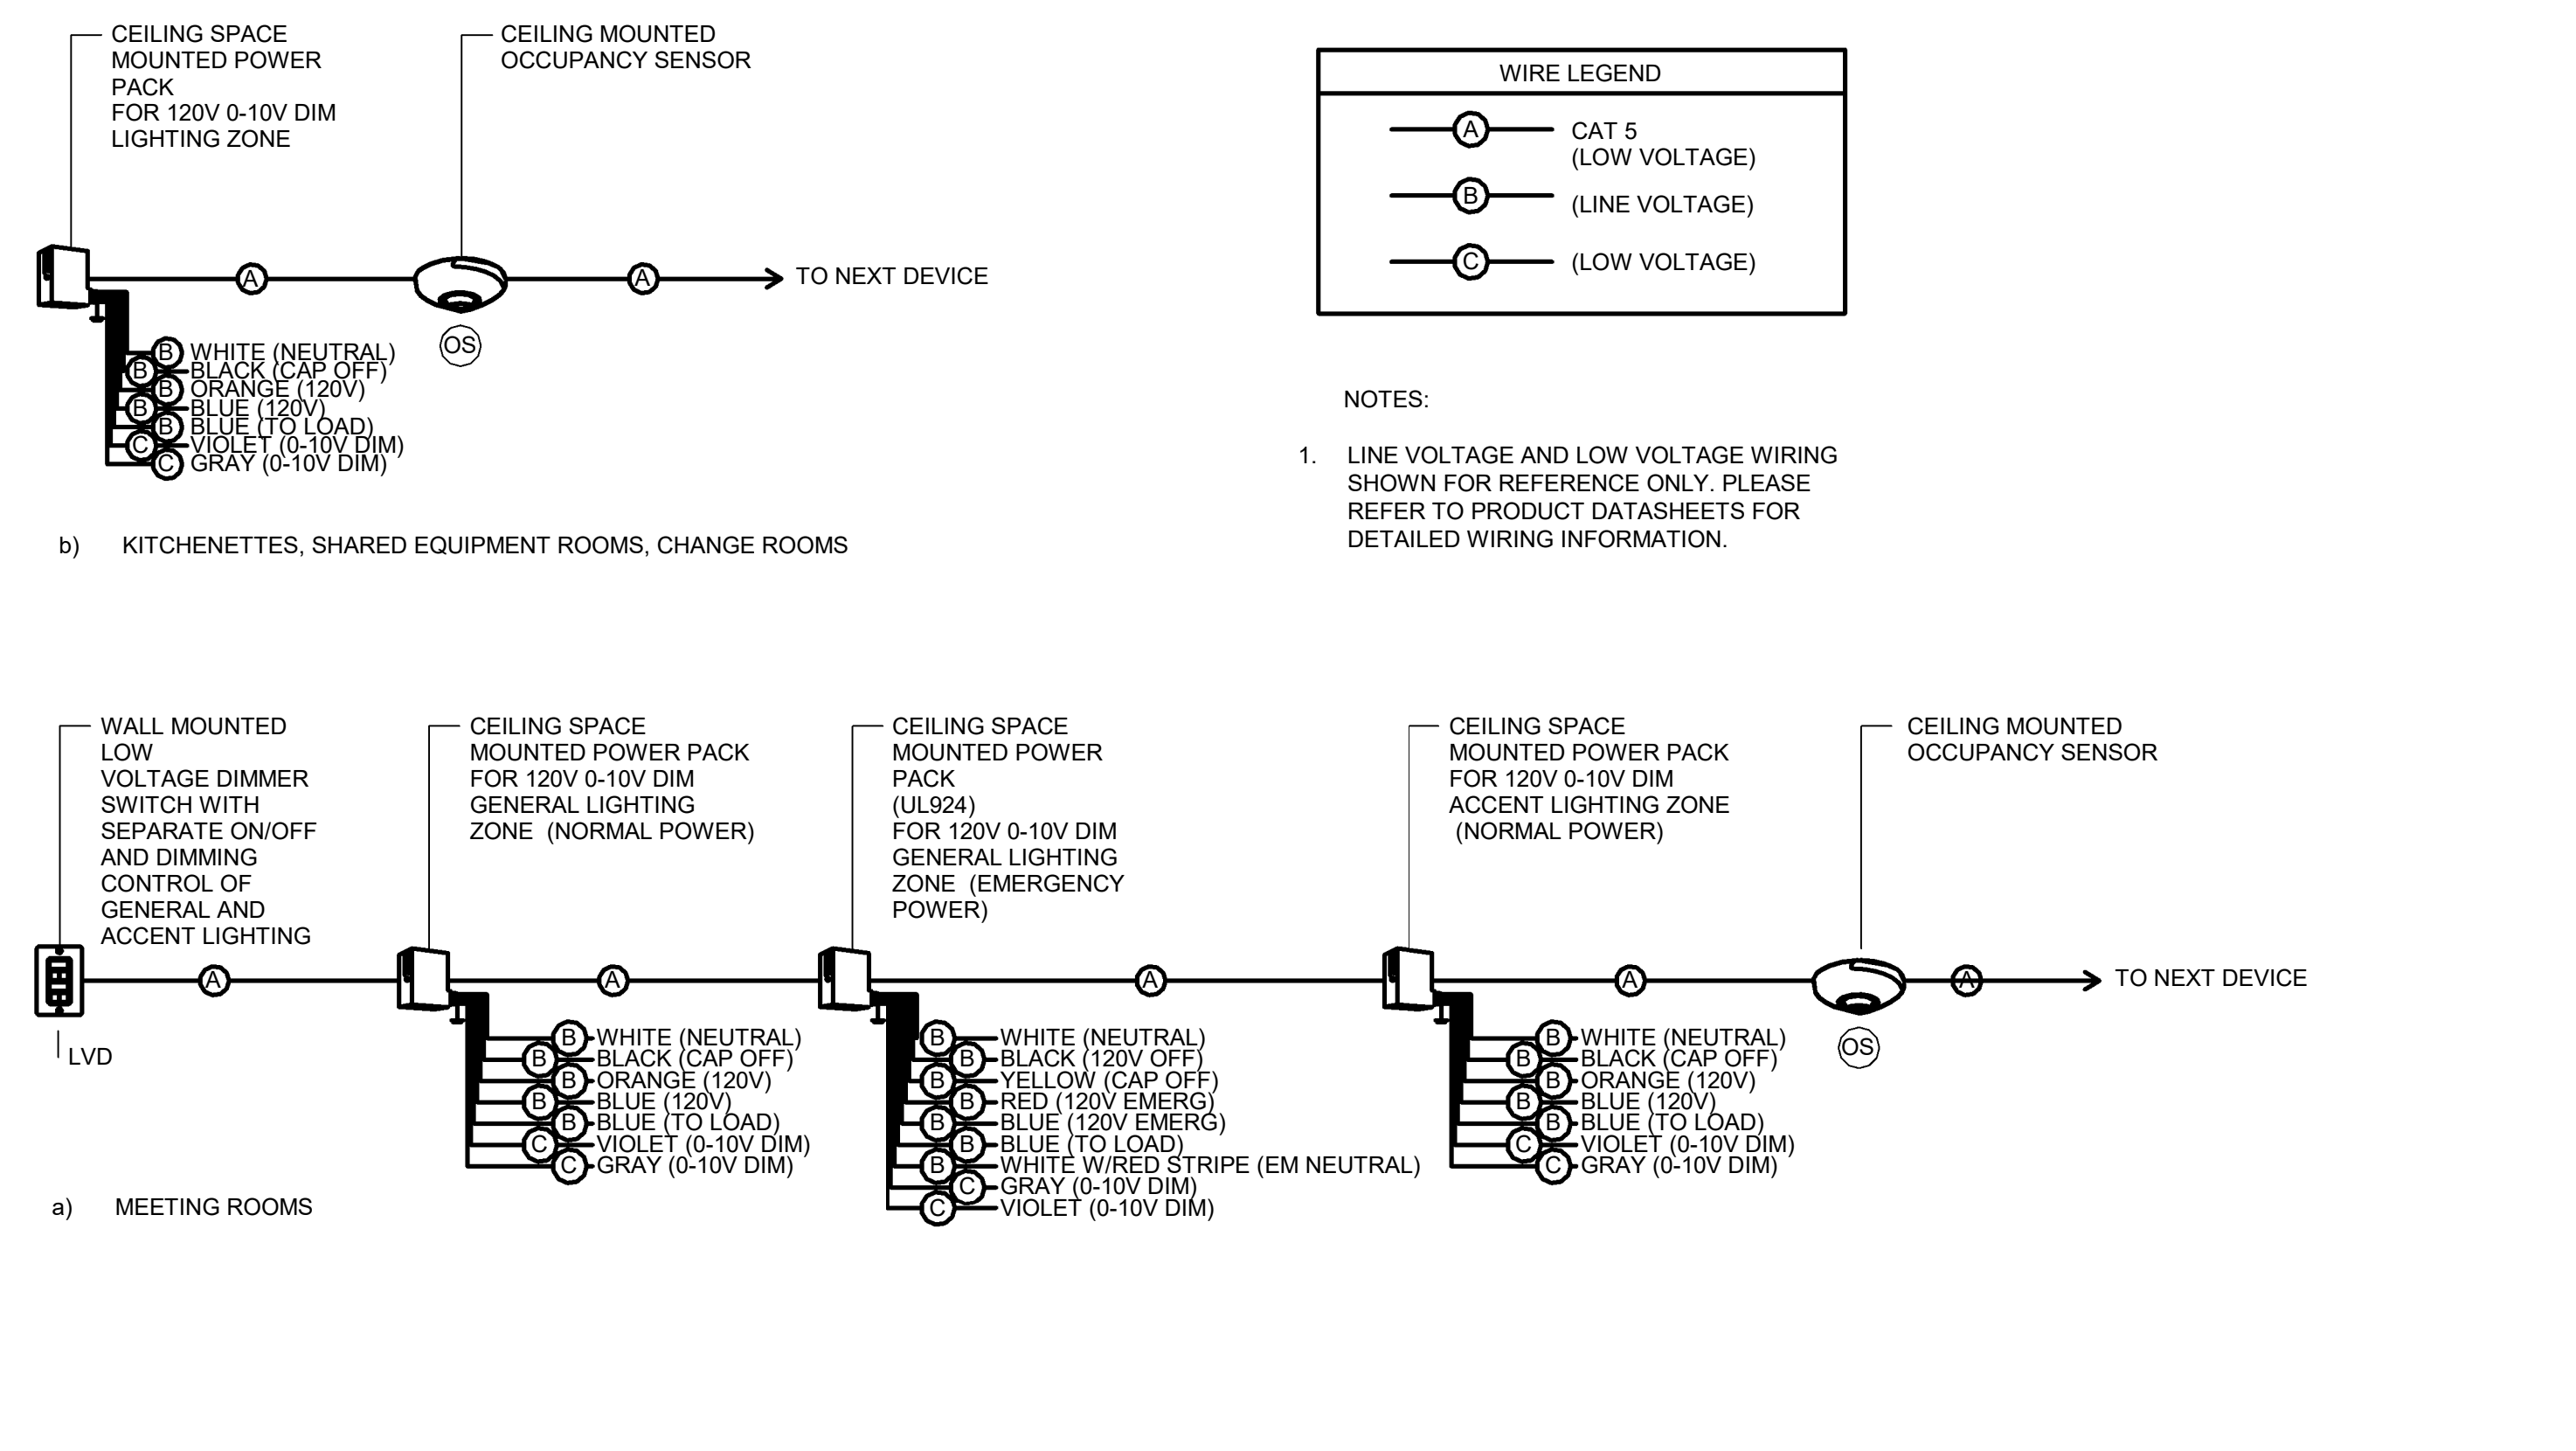 CEILING SPACE
MOUNTED POWER
PACK
FOR 120V 0-10V DIM
LIGHTING ZONE
CEILING MOUNTED
OCCUPANCY SENSOR
A
A
TO NEXT DEVICE
OS
B WHITE (NEUTRAL)
B BLACK (CAP OFF)
B ORANGE (120V)
B BLUE (120V)
B BLUE (TO LOAD)
C VIOLET (0-10V DIM)
C GRAY (0-10V DIM)
b) KITCHENETTES, SHARED EQUIPMENT ROOMS, CHANGE ROOMS
WIRE LEGEND
A CAT 5
(LOW VOLTAGE)
B (LINE VOLTAGE)
C (LOW VOLTAGE)
NOTES:
1. LINE VOLTAGE AND LOW VOLTAGE WIRING
SHOWN FOR REFERENCE ONLY. PLEASE
REFER TO PRODUCT DATASHEETS FOR
DETAILED WIRING INFORMATION.
WALL MOUNTED
LOW
VOLTAGE DIMMER
SWITCH WITH
SEPARATE ON/OFF
AND DIMMING
CONTROL OF
GENERAL AND
ACCENT LIGHTING
CEILING SPACE
MOUNTED POWER PACK
FOR 120V 0-10V DIM
GENERAL LIGHTING
ZONE (NORMAL POWER)
CEILING SPACE
MOUNTED POWER
PACK
(UL924)
FOR 120V 0-10V DIM
GENERAL LIGHTING
ZONE (EMERGENCY
POWER)
CEILING SPACE
MOUNTED POWER PACK
FOR 120V 0-10V DIM
ACCENT LIGHTING ZONE
(NORMAL POWER)
CEILING MOUNTED
OCCUPANCY SENSOR
A
A
A
A
A
TO NEXT DEVICE
LVD
B WHITE (NEUTRAL)
B BLACK (CAP OFF)
B ORANGE (120V)
B BLUE (120V)
B BLUE (TO LOAD)
C VIOLET (0-10V DIM)
C GRAY (0-10V DIM)
B WHITE (NEUTRAL)
B BLACK (120V OFF)
B YELLOW (CAP OFF)
B RED (120V EMERG)
B BLUE (120V EMERG)
B BLUE (TO LOAD)
B WHITE W/RED STRIPE (EM NEUTRAL)
C GRAY (0-10V DIM)
C VIOLET (0-10V DIM)
B WHITE (NEUTRAL)
B BLACK (CAP OFF)
B ORANGE (120V)
B BLUE (120V)
B BLUE (TO LOAD)
C VIOLET (0-10V DIM)
C GRAY (0-10V DIM)
OS
a) MEETING ROOMS